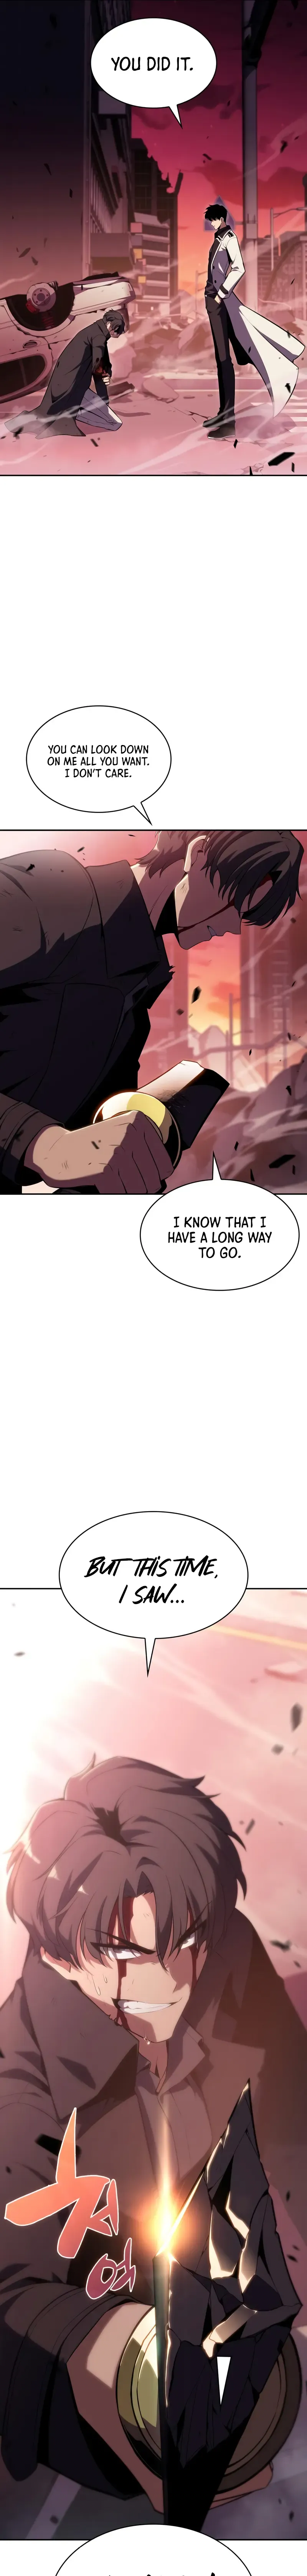 YOU DID IT.
YOU CAN LOOK DOWN
ON ME ALL YOU WANT.
I DON'T CARE.
I KNOW THAT I
HAVE A LONG WAY
TO GO.
BUT THIS TIME,
I SAW...